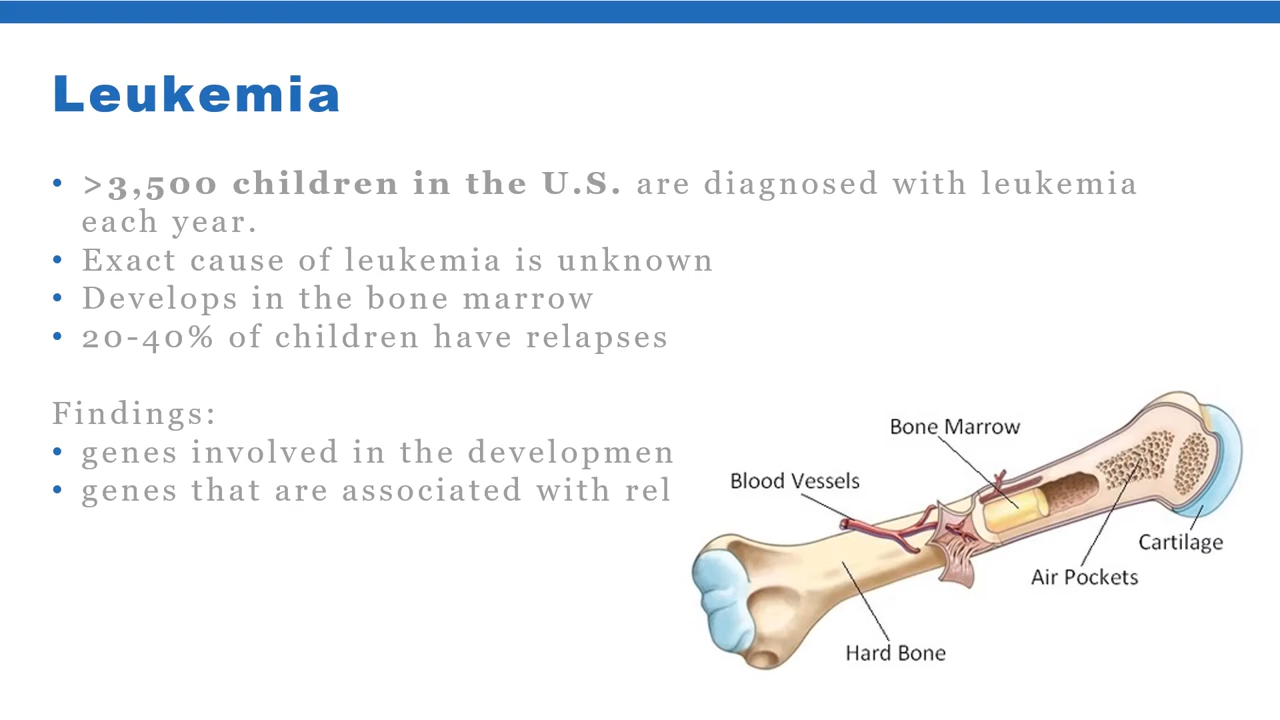 Leukemia
>3,500 children in the U.S. are diagnosed with leukemia
each year.
Exact cause of leukemia is unknown
Develops in the bone marrow
20-40% of children have relapses
Findings:
genes involved in the developmen
genes that are associated with rel
Bone Marrow
Blood Vessels
Cartilage
Air Pockets
Hard Bone